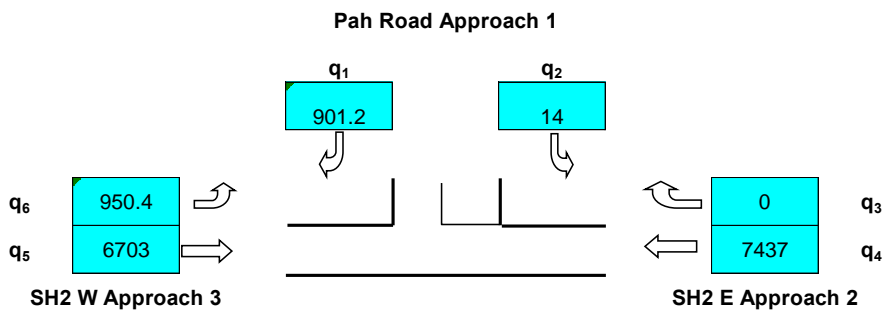 Pah Road Approach 1
q1 q2
901.2 14
q6 950.4 0 q3
q5 6703 7437 q4
SH2 W Approach 3 SH2 E Approach 2